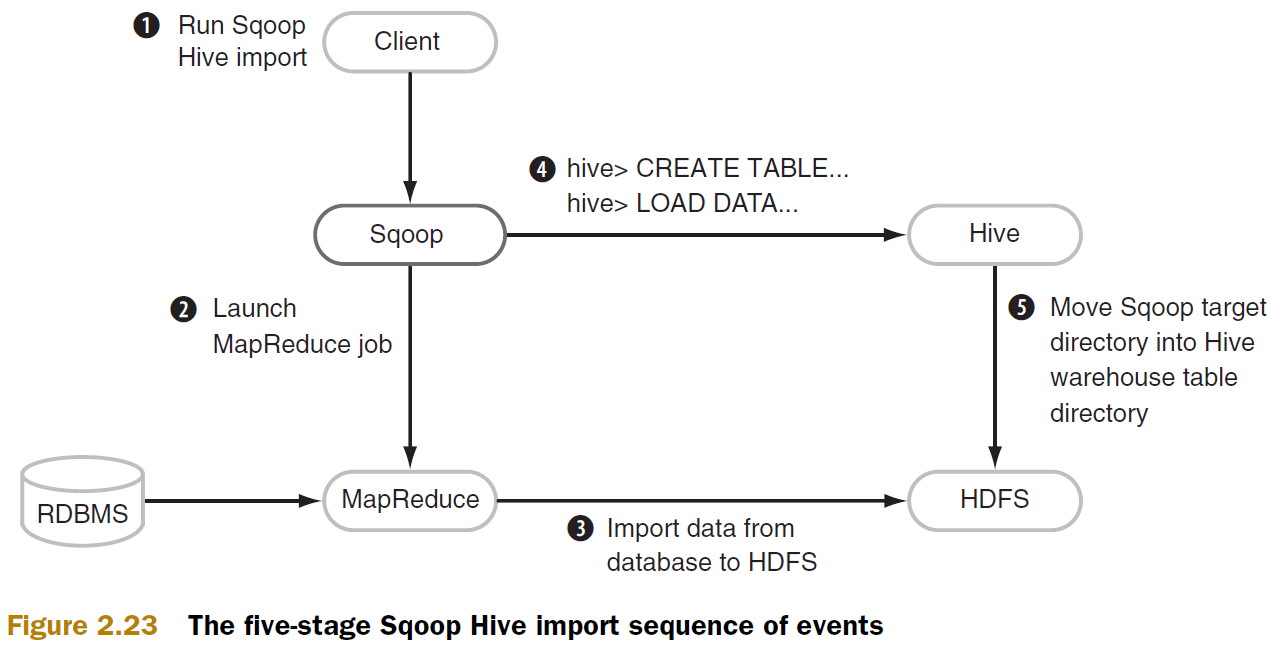 1 Run Sqoop
Hive import
Client
4 hive> CREATE TABLE...
hive> LOAD DATA...
Sqoop
Hive
2 Launch
MapReduce job
5 Move Sqoop target
directory into Hive
warehouse table
directory
RDBMS
MapReduce
HDFS
3 Import data from
database to HDFS
Figure 2.23 The five-stage Sqoop Hive import sequence of events